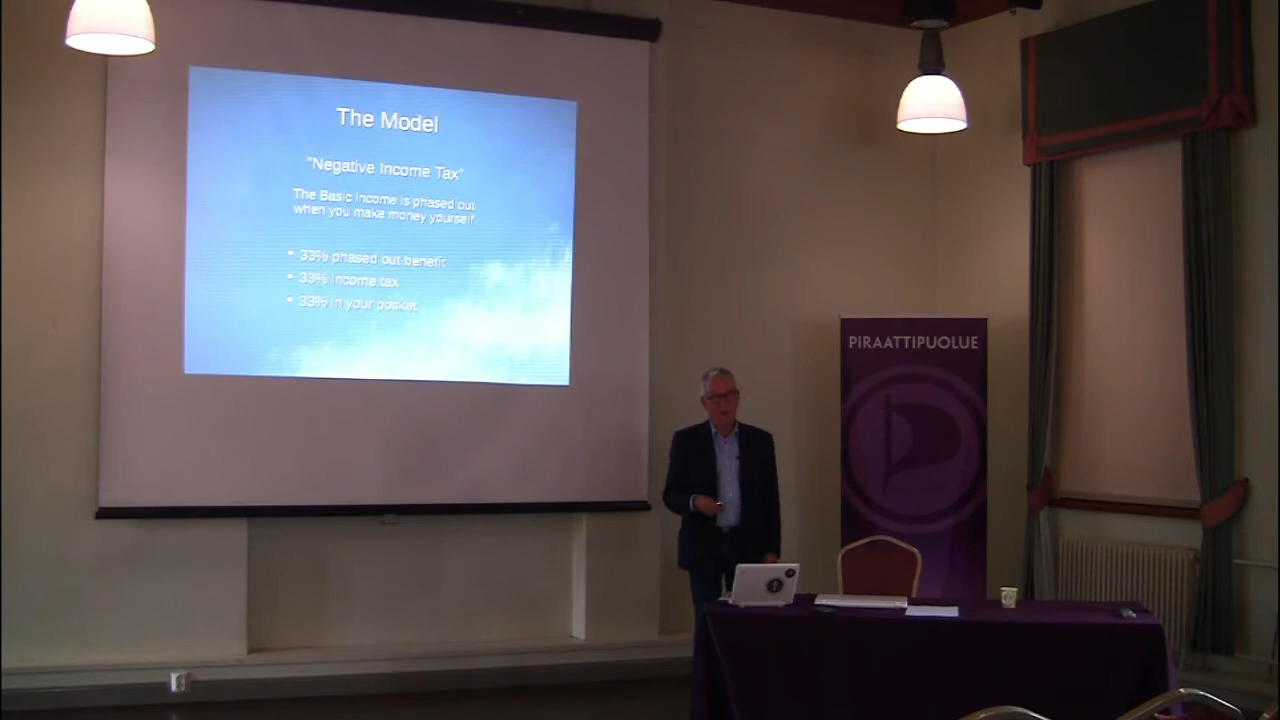 The Model
"Negative Income Tax"
The Basic Income is phased out
when you make money yourself
• 33% phased out benefit
• 33% income tax
• 33% in your pocket
PIRAATTIPUOLUE